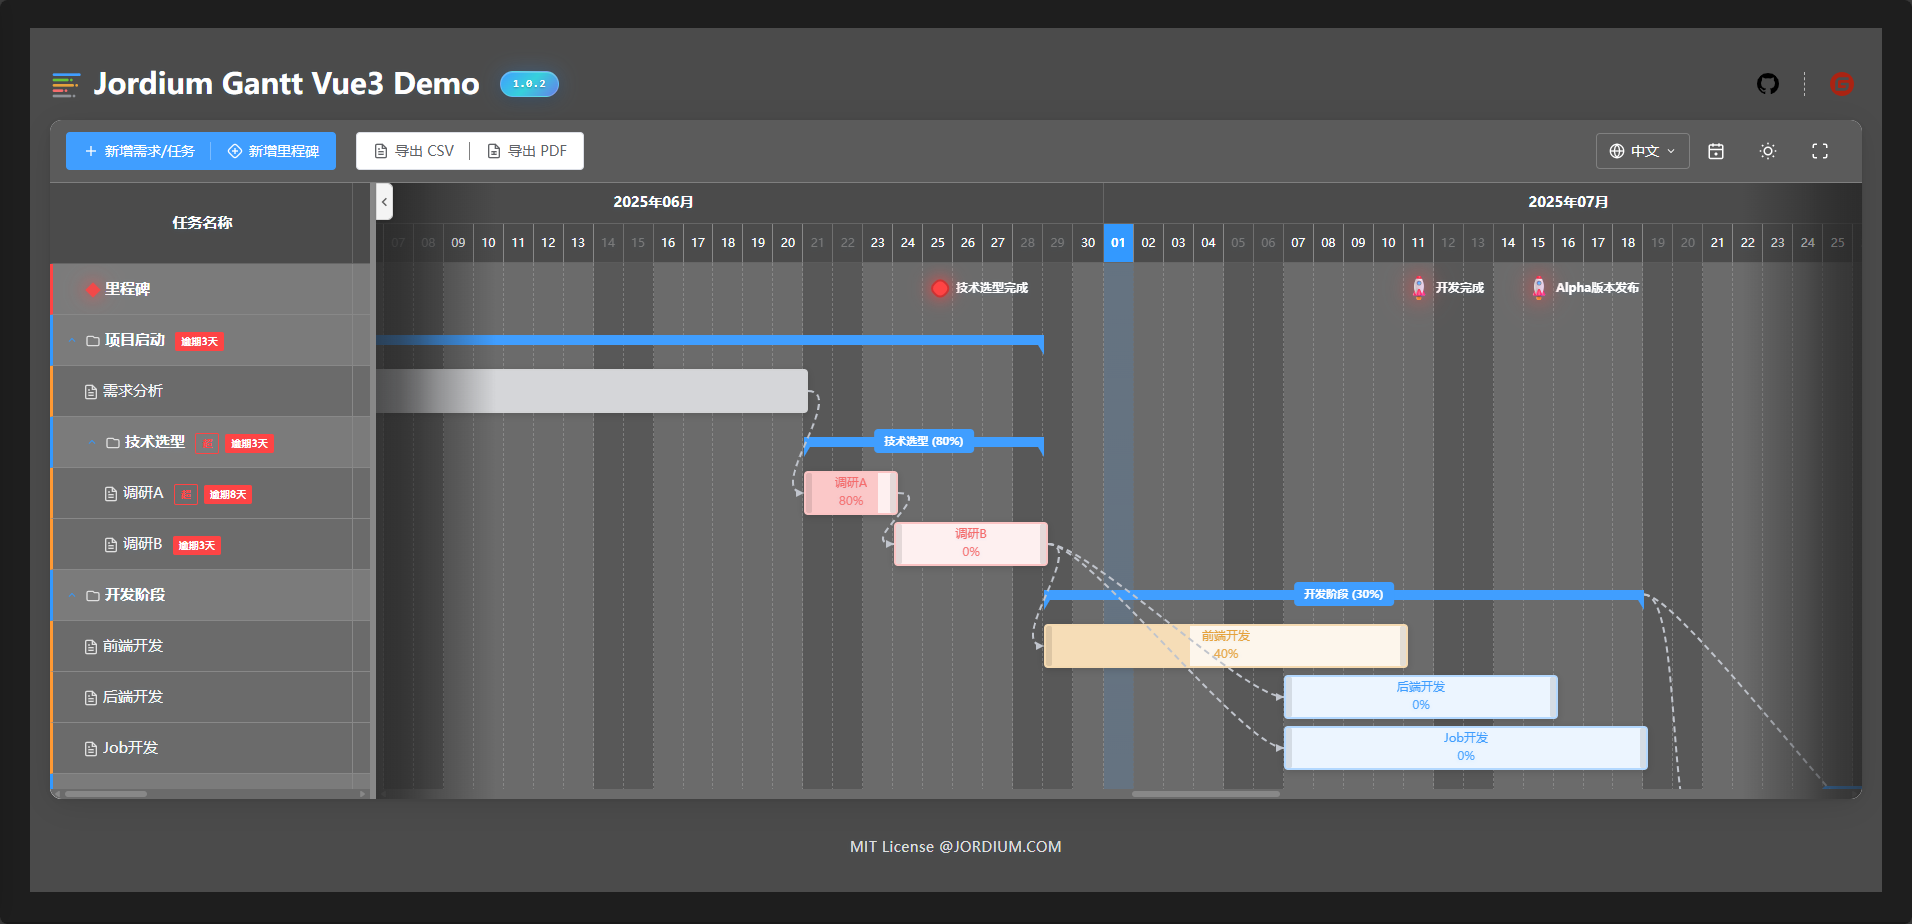 Jordium Gantt Vue3 Demo 1.0.2
新增需求/任务 新增里程碑 导出 CSV 导出 PDF 中文
任务名称 2025年06月 2025年07月
07 08 09 10 11 12 13 14 15 16 17 18 19 20 21 22 23 24 25 26 27 28 29 30 01 02 03 04 05 06 07 08 09 10 11 12 13 14 15 16 17 18 19 20 21 22 23 24 25
里程碑 技术选型完成 开发完成 Alpha版本发布
项目启动 逾期3天
需求分析
技术选型 逾期3天 技术选型 (80%)
调研A 逾期8天 调研A
80%
调研B 逾期3天 调研B
0%
开发阶段 开发阶段 (30%)
前端开发 前端开发
40%
后端开发 后端开发
0%
Job开发 Job开发
0%
MIT License @JORDIUM.COM